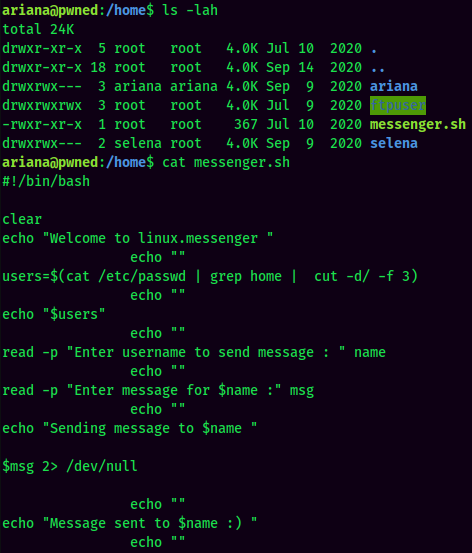 ariana@pwned:/home$ ls -lah
total 24K
drwxr-xr-x  5 root   root   4.0K Jul 10  2020 .
drwxr-xr-x 18 root   root   4.0K Sep 14  2020 ..
drwxrwx---  3 ariana ariana 4.0K Sep  9  2020 ariana
drwxrwxrwx  3 root   root   4.0K Jul  9  2020 ftpuser
-rwxr-xr-x  1 root   root    367 Jul 10  2020 messenger.sh
drwxrwx---  2 selena root   4.0K Sep  9  2020 selena
ariana@pwned:/home$ cat messenger.sh
#!/bin/bash
clear
echo "Welcome to linux.messenger "
                echo ""
users=$(cat /etc/passwd | grep home |  cut -d/ -f 3)
                echo ""
echo "$users"
                echo ""
read -p "Enter username to send message : " name
                echo ""
read -p "Enter message for $name :" msg
                echo ""
echo "Sending message to $name "
$msg 2> /dev/null
                echo ""
echo "Message sent to $name :) "
                echo ""